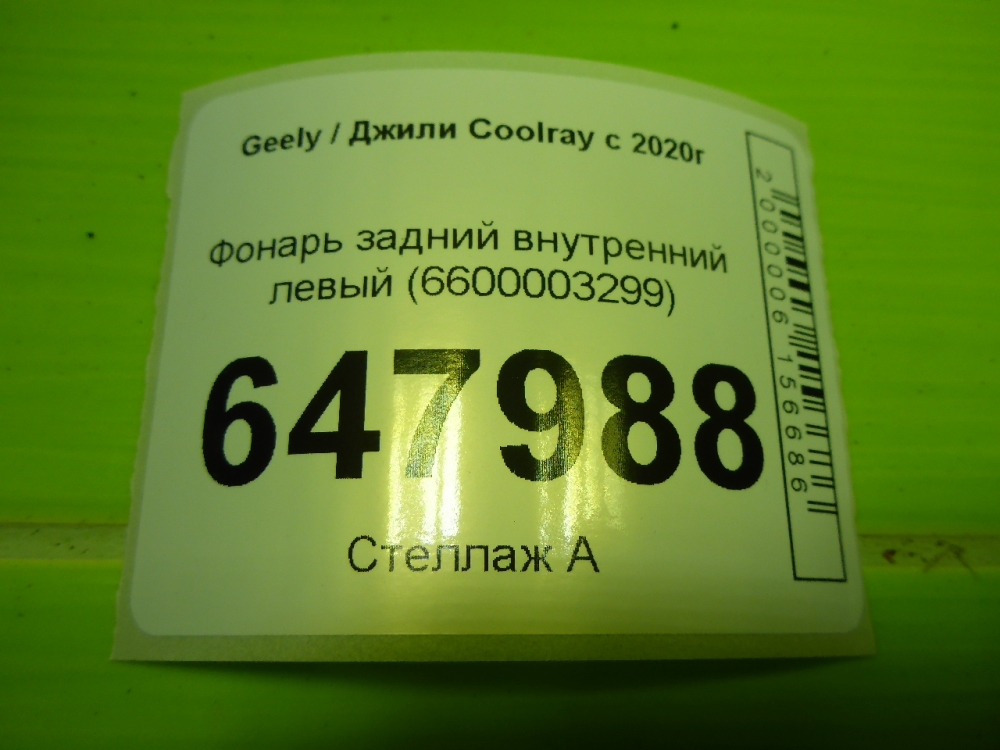 Geely / Джили Coolray с 2020г
Фонарь задний внутренний
левый (6600003299)
647988
Стеллаж А
2000006156686